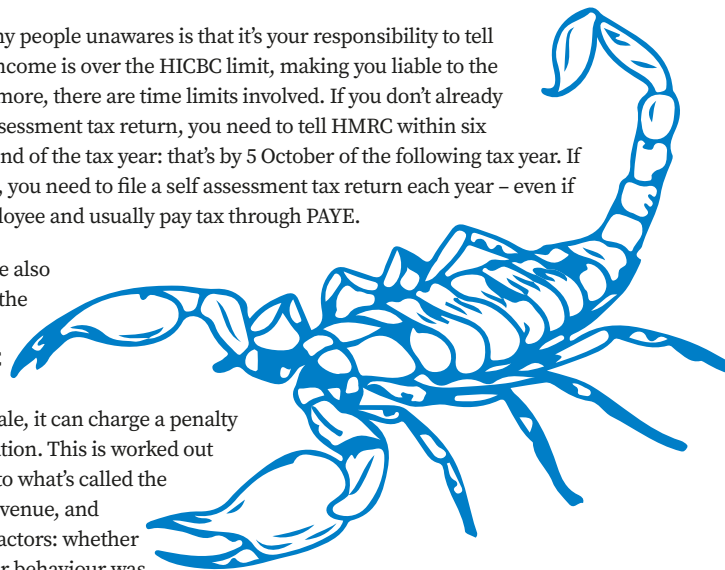 ny people unawares is that it's your responsibility to tell
ncome is over the HICBC limit, making you liable to the
more, there are time limits involved. If you don't already
ssessment tax return, you need to tell HMRC within six
nd of the tax year: that's by 5 October of the following tax year. If
, you need to file a self assessment tax return each year – even if
loyee and usually pay tax through PAYE.
e also
the
ale, it can charge a penalty
tion. This is worked out
to what's called the
venue, and
actors: whether
r behaviour was